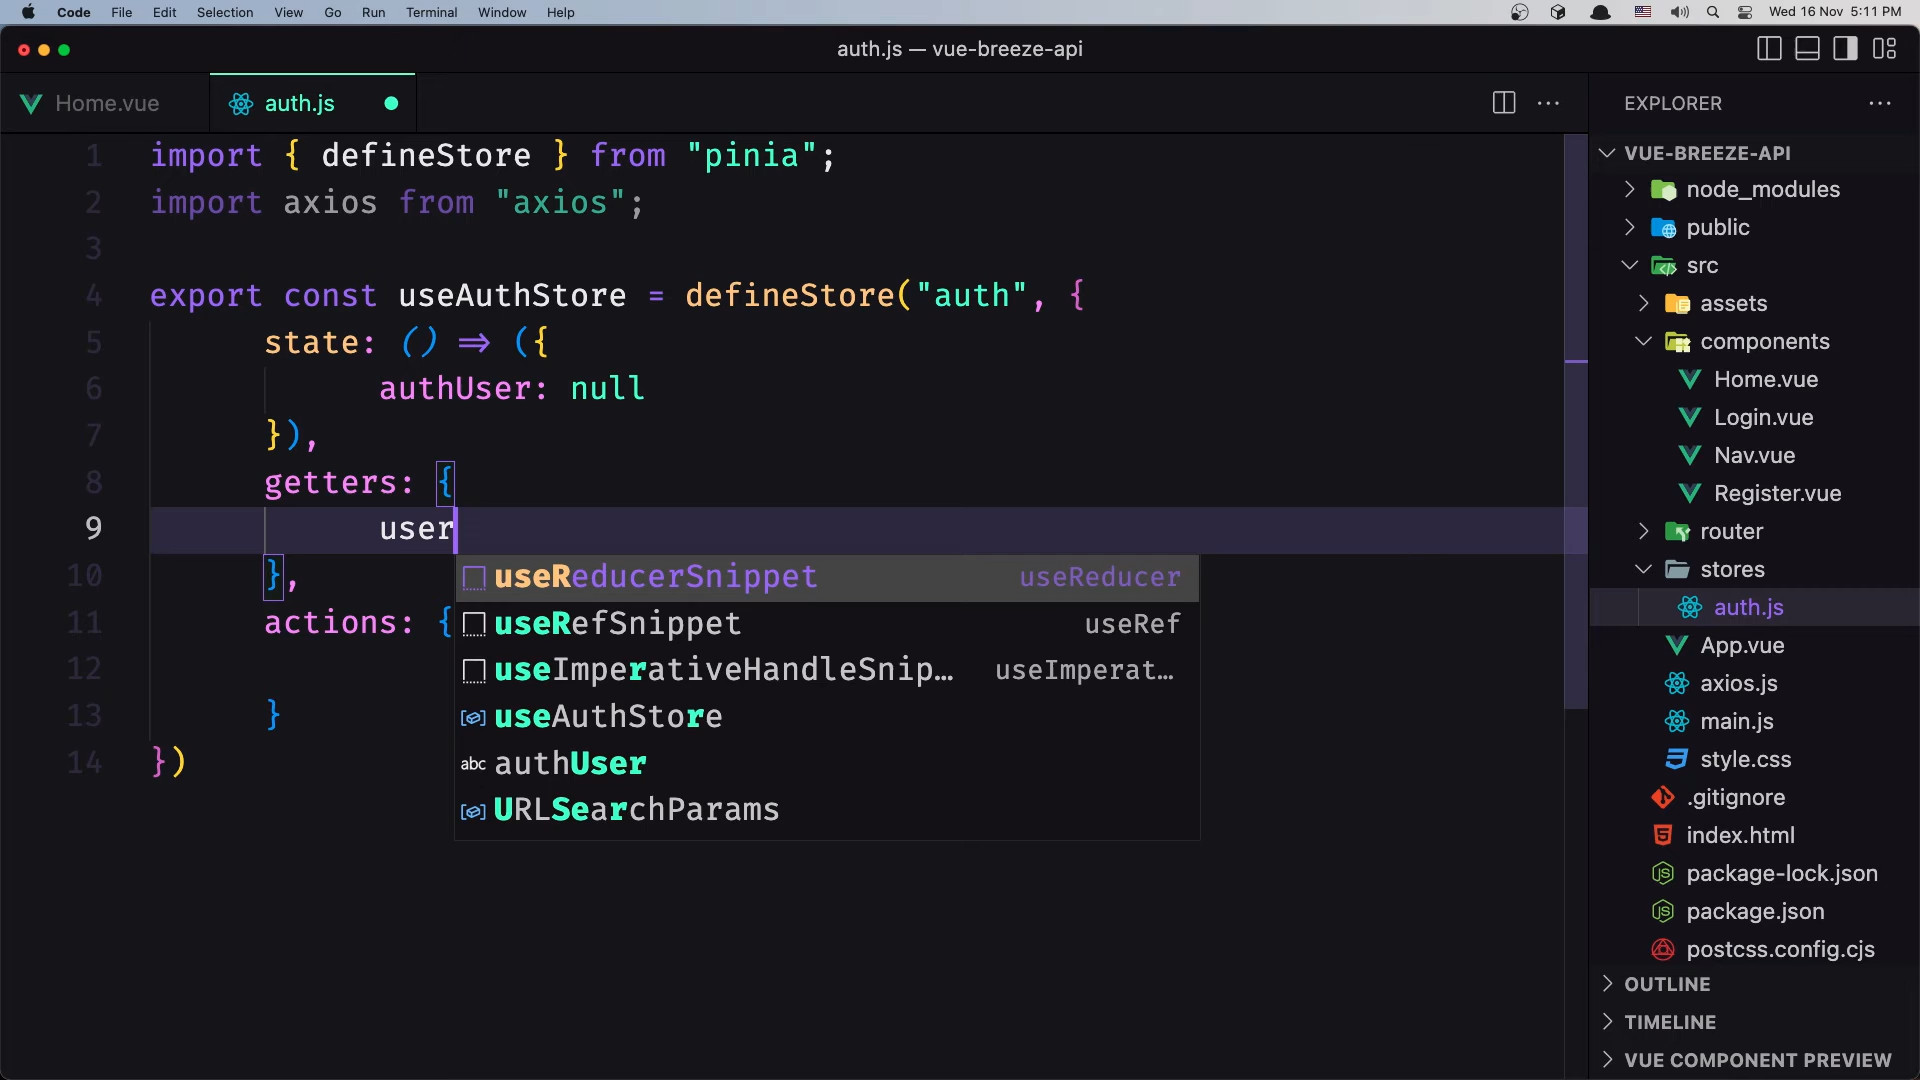 Code File Edit Selection View Go Run Terminal Window Help Wed 16 Nov 5:11 PM
auth.js — vue-breeze-api
Home.vue auth.js
1 import { defineStore } from "pinia";
2 import axios from "axios";
3
4 export const useAuthStore = defineStore("auth", {
5 state: () => ({
6 authUser: null
7 }),
8 getters: {
9 user
10 },
11 actions: {
12
13 }
14 })
useReducerSnippet useReducer
useRefSnippet useRef
useImperativeHandleSnip… useImperat…
useAuthStore
abc authUser
URLSearchParams
EXPLORER
VUE-BREEZE-API
node_modules
public
src
assets
components
Home.vue
Login.vue
Nav.vue
Register.vue
router
stores
auth.js
App.vue
axios.js
main.js
style.css
.gitignore
index.html
package-lock.json
package.json
postcss.config.cjs
OUTLINE
TIMELINE
VUE COMPONENT PREVIEW